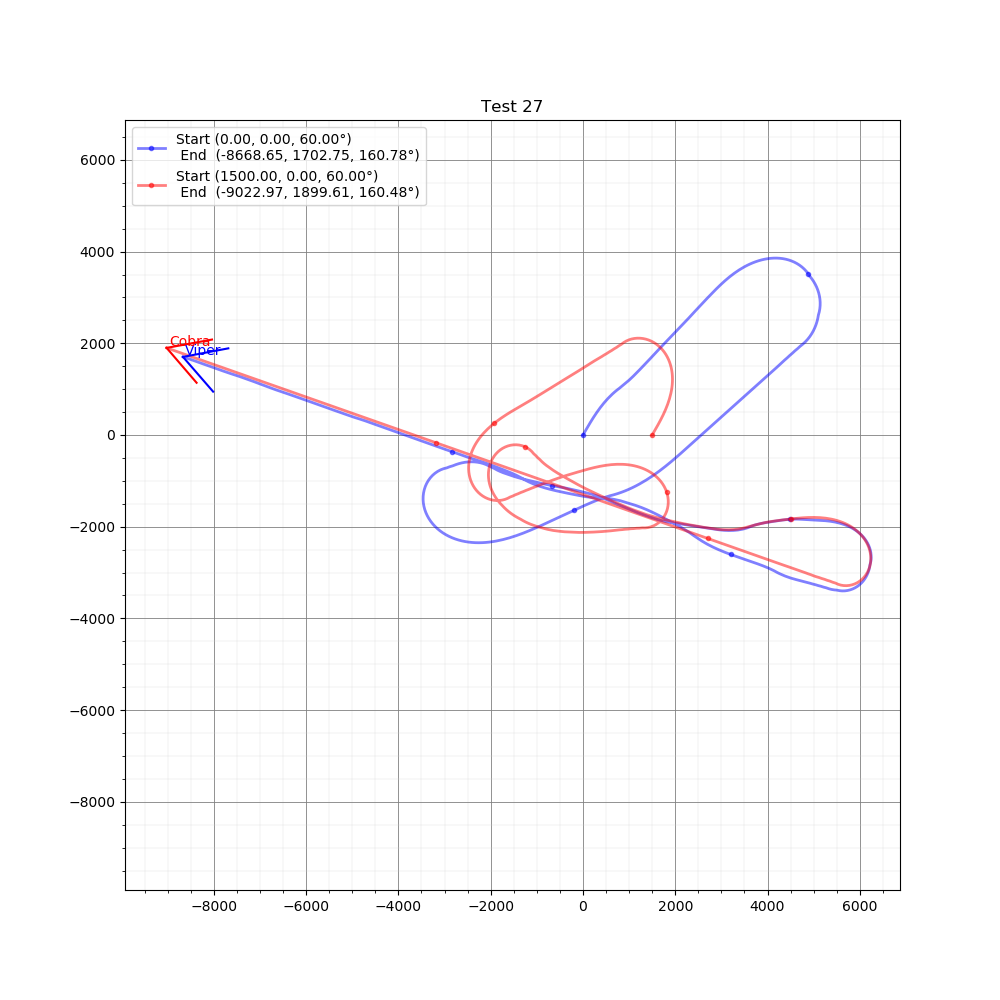 Test 27
Start (0.00, 0.00, 60.00°)
End  (-8668.65, 1702.75, 160.78°)
Start (1500.00, 0.00, 60.00°)
End  (-9022.97, 1899.61, 160.48°)
6000
4000
2000
0
−2000
−4000
−6000
−8000
Cobra
Viper
−8000 −6000 −4000 −2000 0 2000 4000 6000